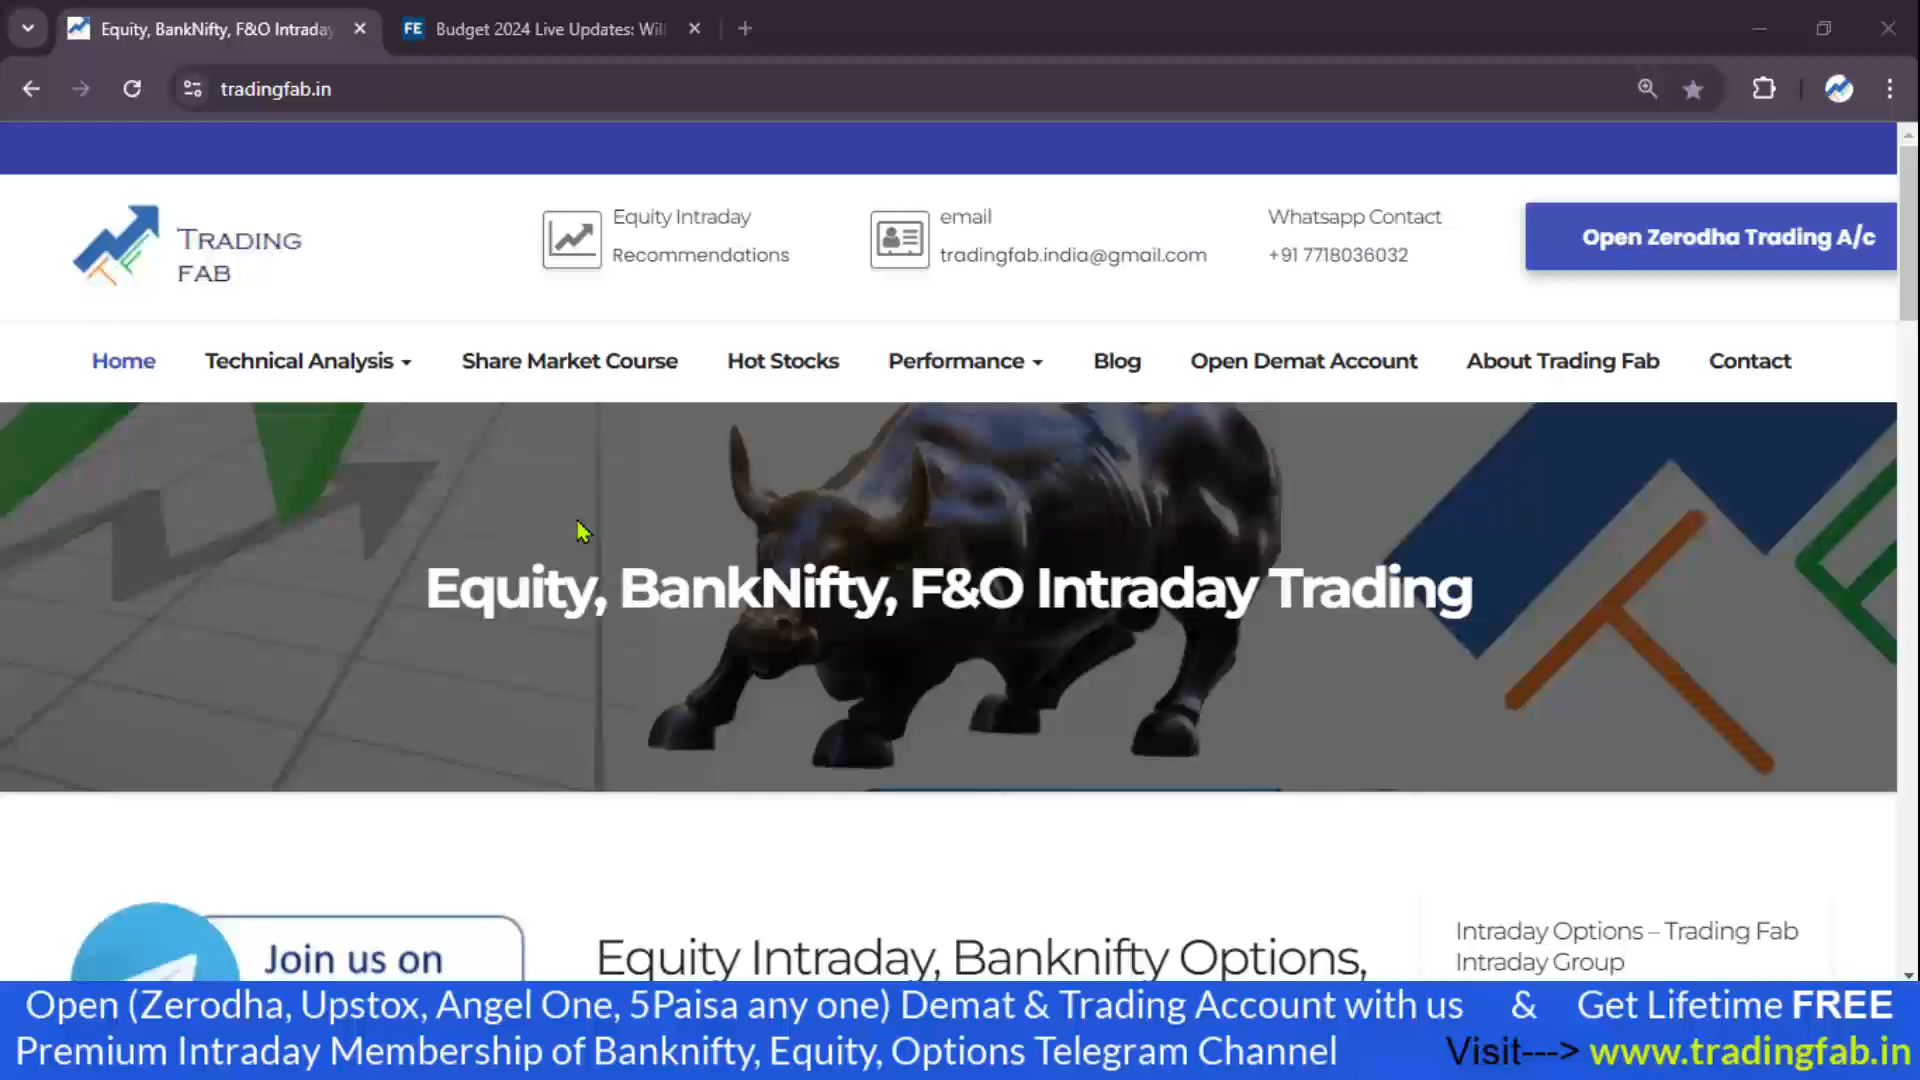 Equity, BankNifty, F&O Intraday
Budget 2024 Live Updates: Wil
tradingfab.in
TRADING
FAB
Equity Intraday
Recommendations
email
tradingfab.india@gmail.com
Whatsapp Contact
+91 7718036032
Open Zerodha Trading A/c
Home
Technical Analysis
Share Market Course
Hot Stocks
Performance
Blog
Open Demat Account
About Trading Fab
Contact
Equity, BankNifty, F&O Intraday Trading
Join us on
Equity Intraday, Banknifty Options,
Intraday Options – Trading Fab
Intraday Group
Open (Zerodha, Upstox, Angel One, 5Paisa any one) Demat & Trading Account with us & Get Lifetime FREE
Premium Intraday Membership of Banknifty, Equity, Options Telegram Channel Visit---> www.tradingfab.in